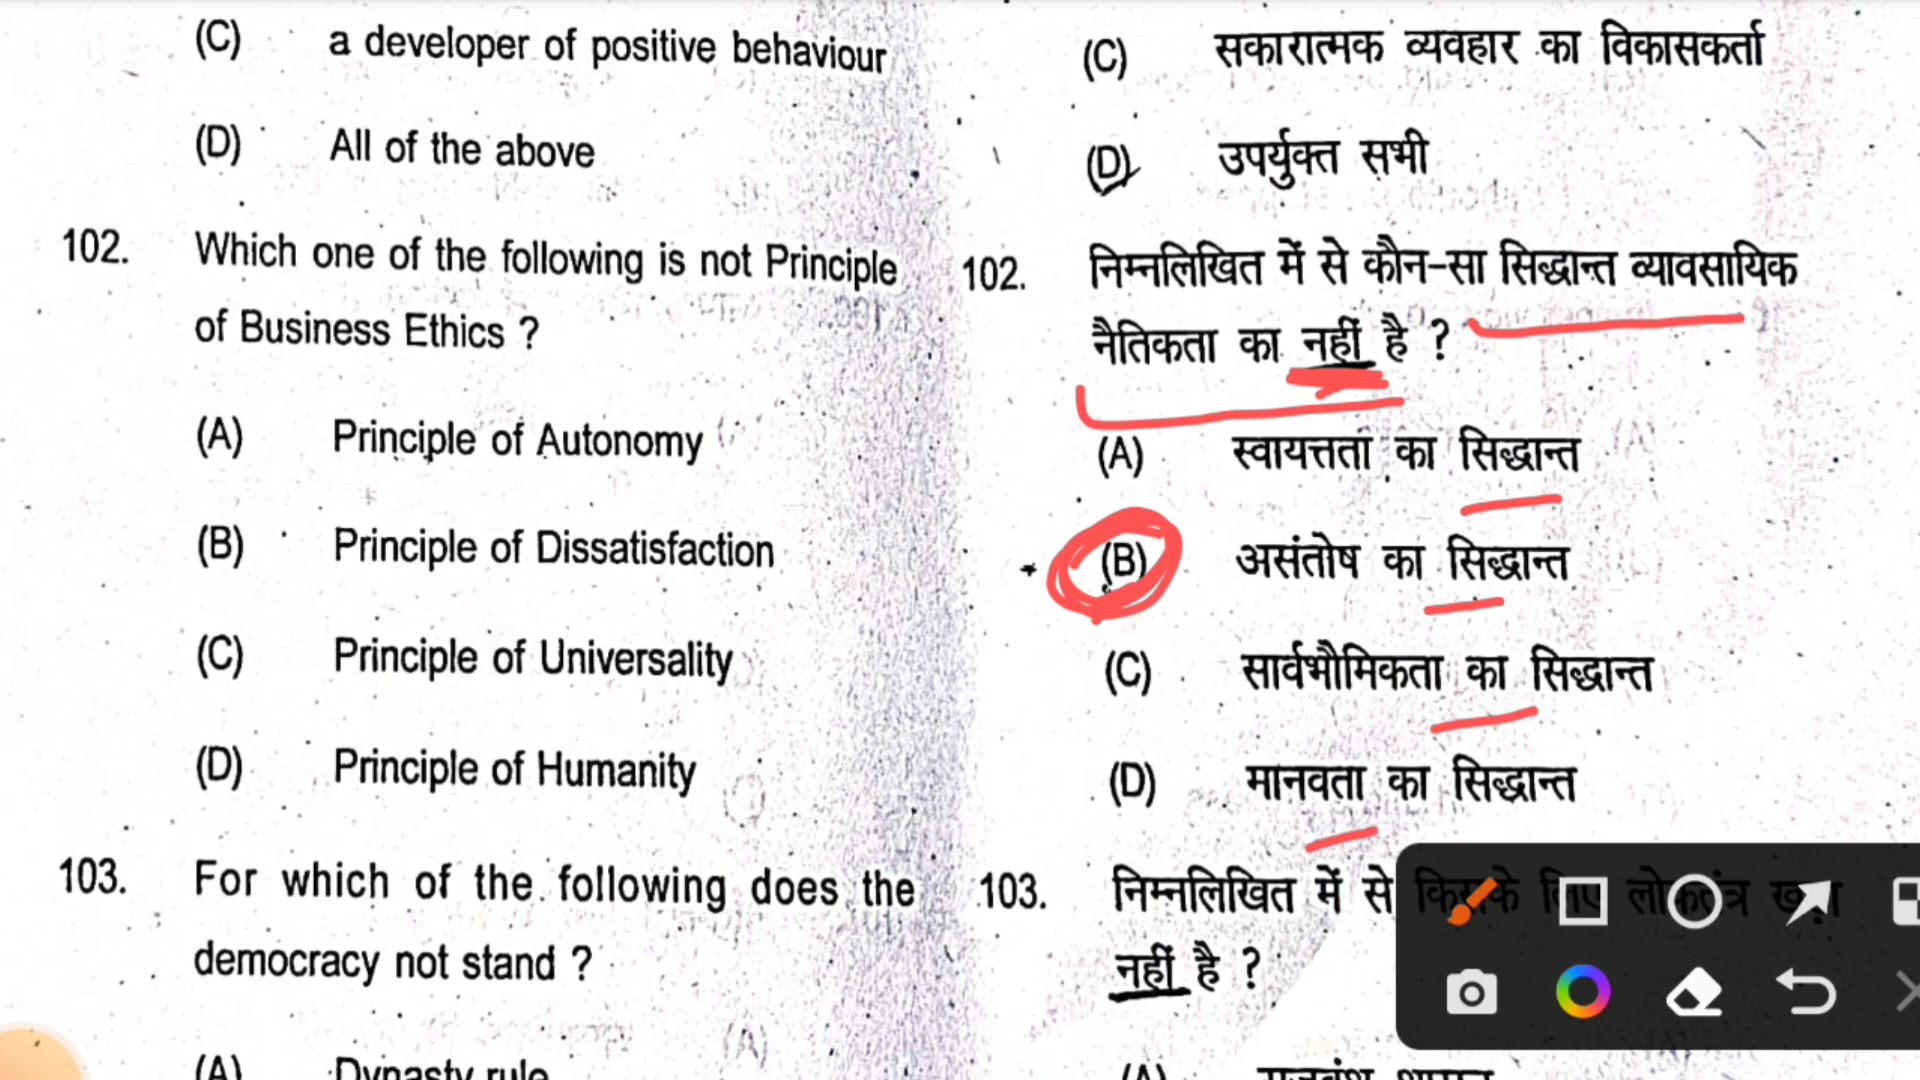 (C) a developer of positive behaviour
(D) All of the above
102. Which one of the following is not Principle
of Business Ethics ?
(A) Principle of Autonomy
(B) Principle of Dissatisfaction
(C) Principle of Universality
(D) Principle of Humanity
103. For which of the following does the
democracy not stand ?
(A) Dynasty rule
(C) सकारात्मक व्यवहार का विकासकर्ता
(D) उपर्युक्त सभी
102. निम्नलिखित में से कौन-सा सिद्धान्त व्यावसायिक
नैतिकता का नहीं है ?
(A) स्वायत्तता का सिद्धान्त
(B) असंतोष का सिद्धान्त
(C) सार्वभौमिकता का सिद्धान्त
(D) मानवता का सिद्धान्त
103. निम्नलिखित में से किसके लिए लोकतंत्र खड़ा
नहीं है ?
(A)